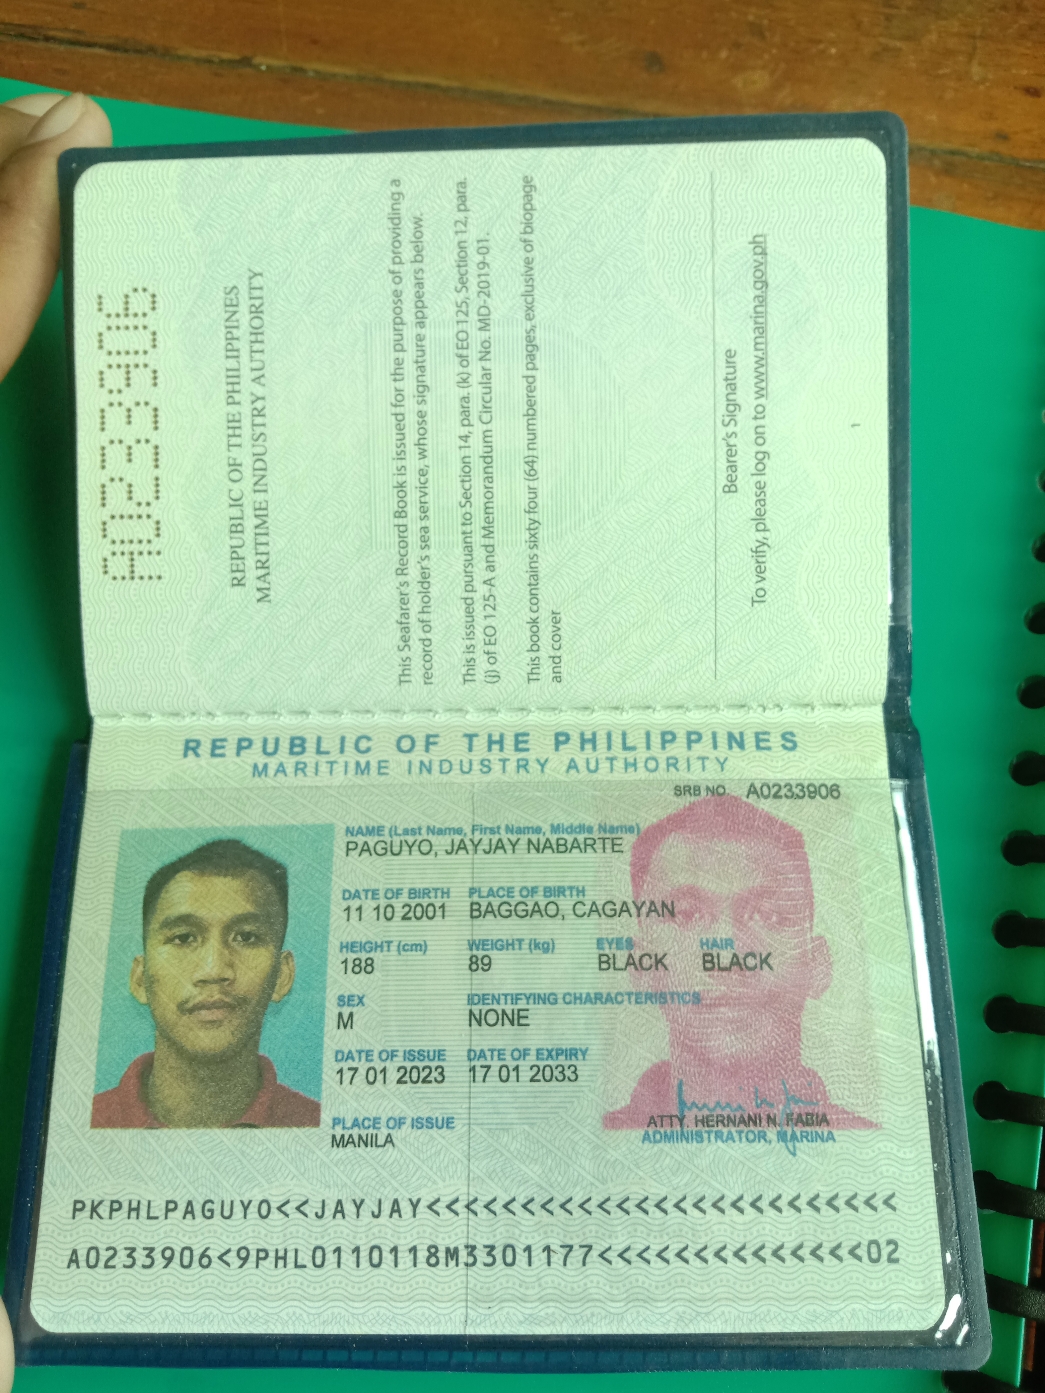 A0233906
REPUBLIC OF THE PHILIPPINES
MARITIME INDUSTRY AUTHORITY
This Seafarer's Record Book is issued for the purpose of providing a
record of holder's sea service, whose signature appears below.
This is issued pursuant to Section 14, para. (k) of EO 125, Section 12, para.
(j) of EO 125-A and Memorandum Circular No. MD-2019-01.
This book contains sixty four (64) numbered pages, exclusive of biopage
and cover
Bearer's Signature
To verify, please log on to www.marina.gov.ph
1
REPUBLIC OF THE PHILIPPINES
MARITIME INDUSTRY AUTHORITY
SRB NO. A0233906
NAME (Last Name, First Name, Middle Name)
PAGUYO, JAYJAY NABARTE
DATE OF BIRTH PLACE OF BIRTH
11 10 2001 BAGGAO, CAGAYAN
HEIGHT (cm) WEIGHT (kg) EYES HAIR
188 89 BLACK BLACK
SEX IDENTIFYING CHARACTERISTICS
M NONE
DATE OF ISSUE DATE OF EXPIRY
17 01 2023 17 01 2033
PLACE OF ISSUE
MANILA
ATTY. HERNANI N. FABIA
ADMINISTRATOR, MARINA
PKPHLPAGUYO<<JAYJAY<<<<<<<<<<<<<<<<<<<<<<<<<
A0233906<9PHL0110118M3301177<<<<<<<<<<<<<<02